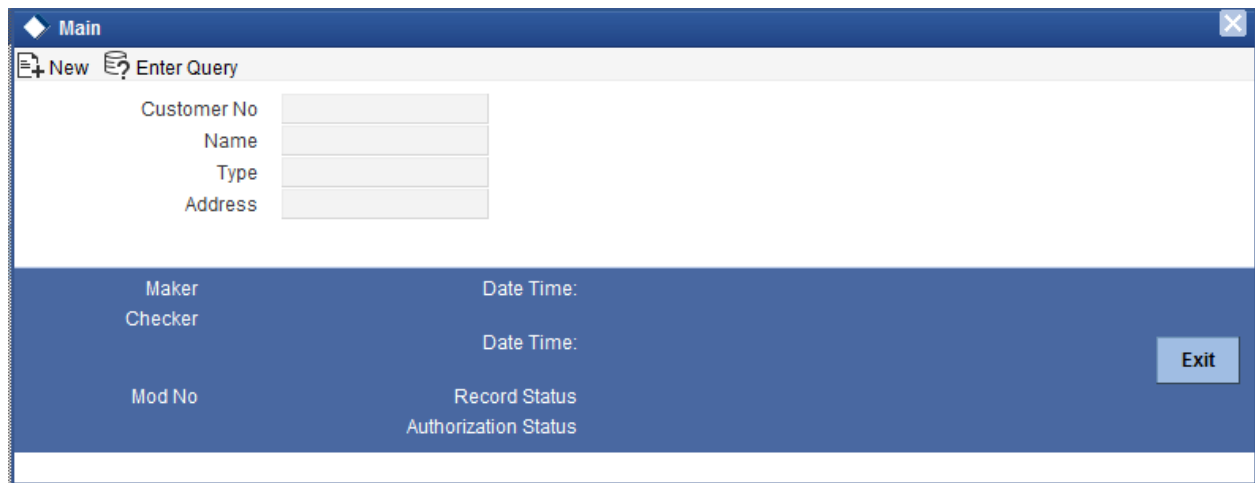 Main
New Enter Query
Customer No
Name
Type
Address
Maker Date Time:
Checker
Date Time:
Exit
Mod No Record Status
Authorization Status